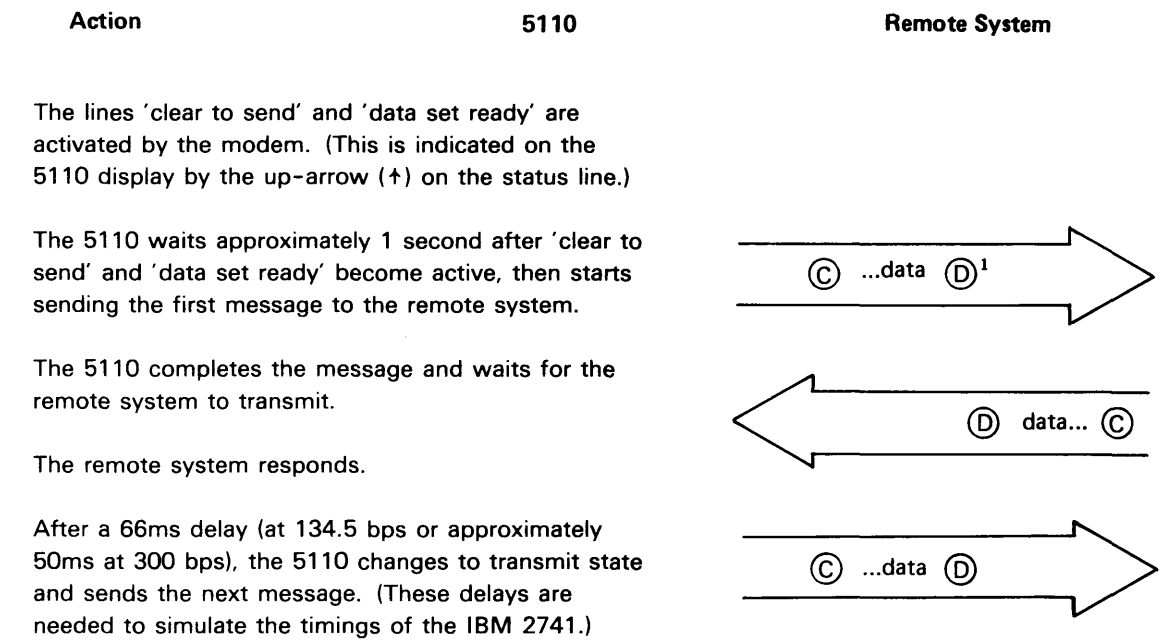 Action 5110 Remote System
The lines 'clear to send' and 'data set ready' are
activated by the modem. (This is indicated on the
5110 display by the up-arrow (↑) on the status line.)
The 5110 waits approximately 1 second after 'clear to
send' and 'data set ready' become active, then starts
sending the first message to the remote system.
Ⓒ ...data Ⓓ¹
The 5110 completes the message and waits for the
remote system to transmit.
Ⓓ data... Ⓒ
The remote system responds.
After a 66ms delay (at 134.5 bps or approximately
50ms at 300 bps), the 5110 changes to transmit state
and sends the next message. (These delays are
needed to simulate the timings of the IBM 2741.)
Ⓒ ...data Ⓓ